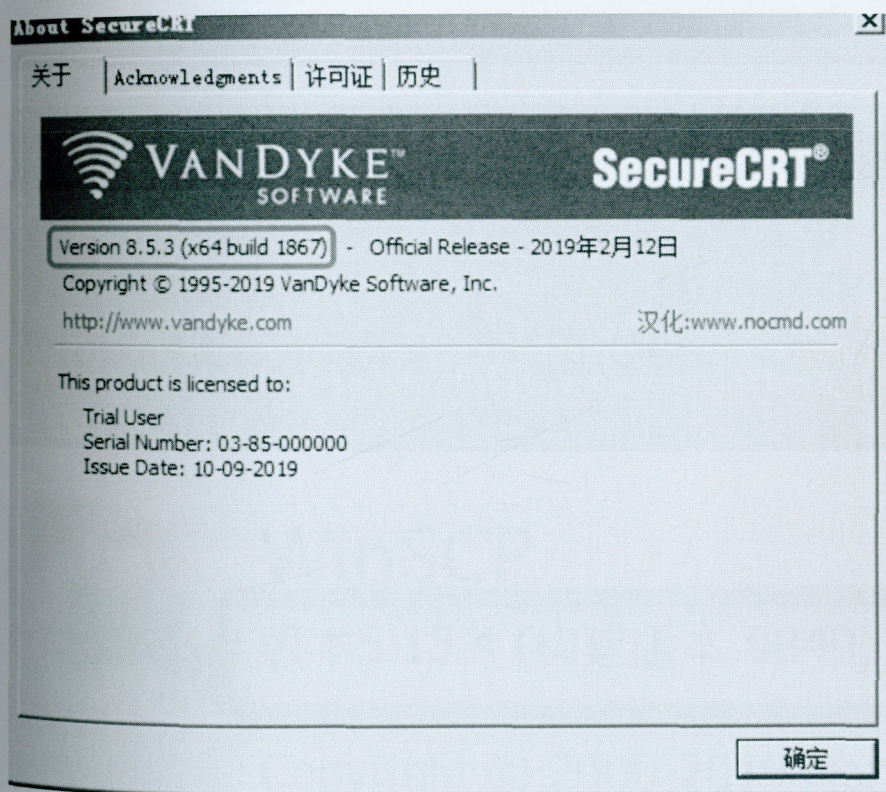 About SecureCRT
关于 Acknowledgments 许可证 历史
VANDYKE™ SOFTWARE SecureCRT®
Version 8.5.3 (x64 build 1867) - Official Release - 2019年2月12日
Copyright © 1995-2019 VanDyke Software, Inc.
http://www.vandyke.com 汉化:www.nocmd.com
This product is licensed to:
Trial User
Serial Number: 03-85-000000
Issue Date: 10-09-2019
确定